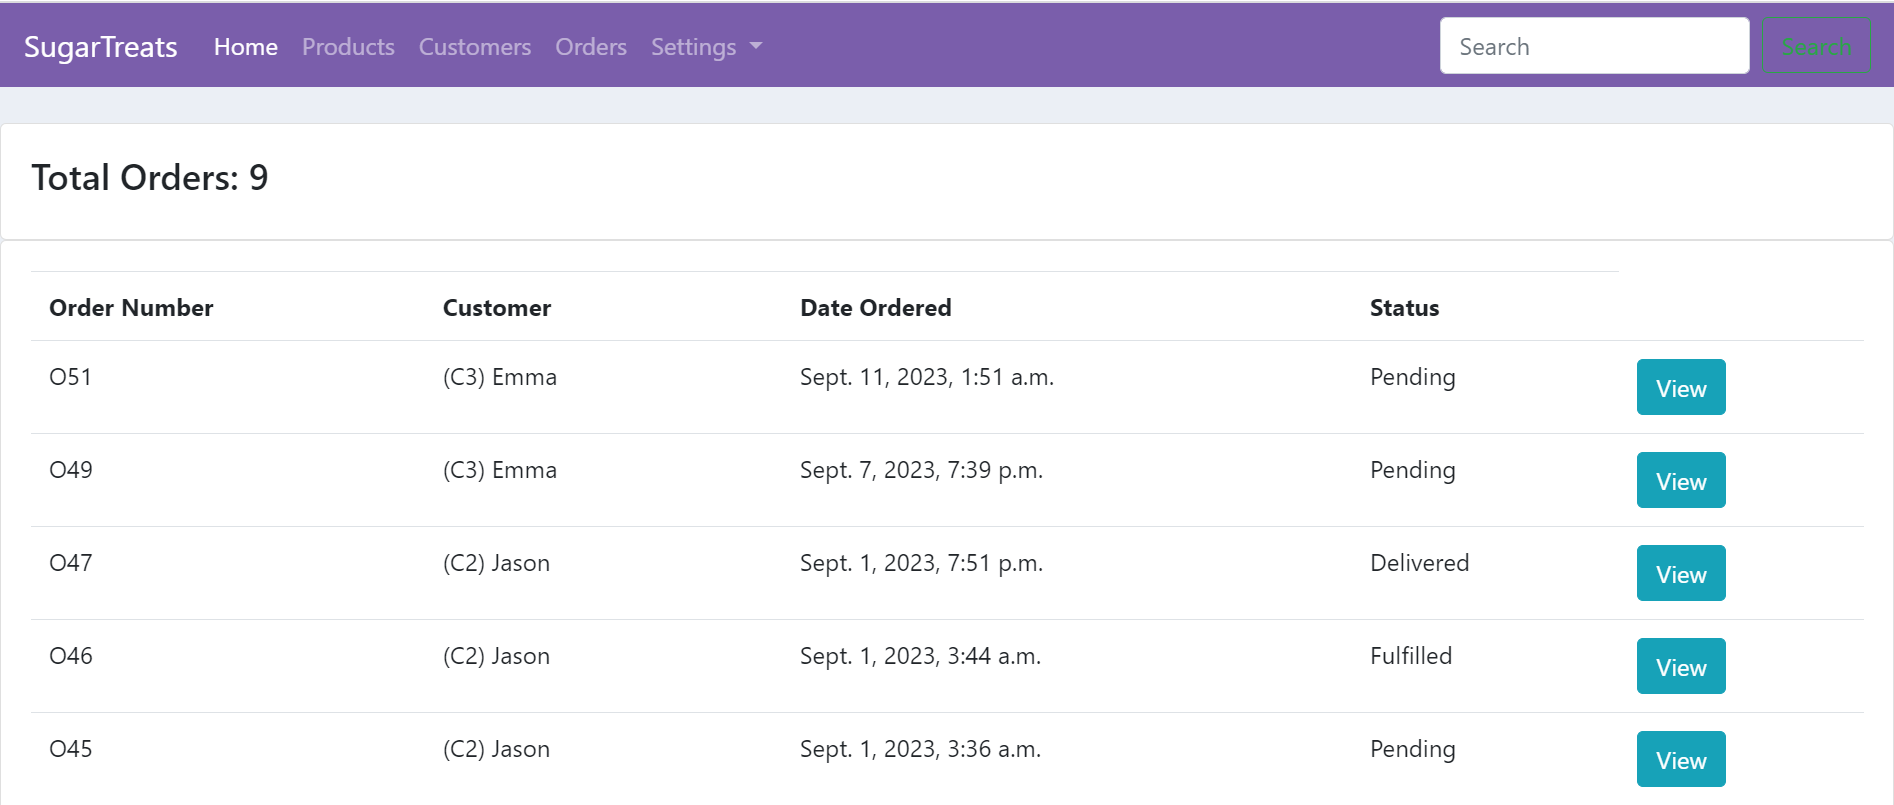 SugarTreats Home Products Customers Orders Settings Search Search
Total Orders: 9
Order Number Customer Date Ordered Status
O51 (C3) Emma Sept. 11, 2023, 1:51 a.m. Pending View
O49 (C3) Emma Sept. 7, 2023, 7:39 p.m. Pending View
O47 (C2) Jason Sept. 1, 2023, 7:51 p.m. Delivered View
O46 (C2) Jason Sept. 1, 2023, 3:44 a.m. Fulfilled View
O45 (C2) Jason Sept. 1, 2023, 3:36 a.m. Pending View